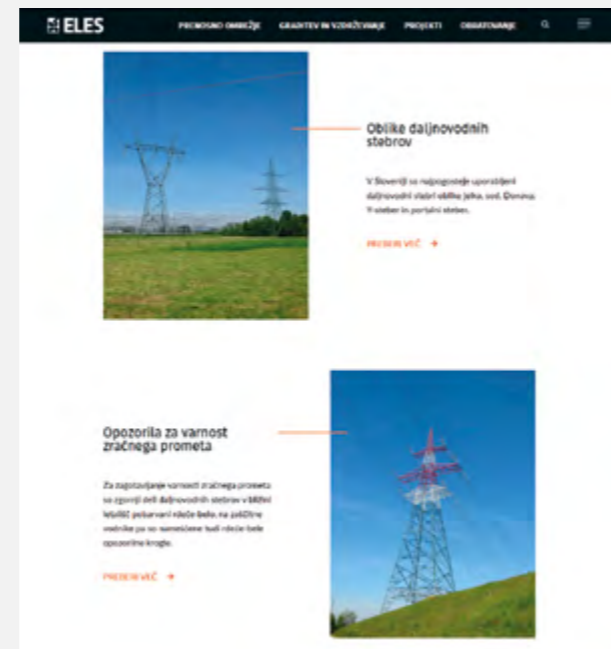 ELES PRENOSNO OMREŽJE GRADITEV IN VZDRŽEVANJE PROJEKTI OBRATOVANJE
Oblike daljnovodnih
stebrov
V Sloveniji so najpogosteje uporabljeni
daljnovodni stebri oblike jelka, sod, Donava,
Y-steber in portalni steber.
PREBERI VEČ →
Opozorila za varnost
zračnega prometa
Za zagotavljanje varnosti zračnega prometa
so zgornji deli daljnovodnih stebrov v bližini
letališč pobarvani rdeče-belo, na zaščitne
vodnike pa so nameščene tudi rdeče-bele
opozorilne krogle.
PREBERI VEČ →